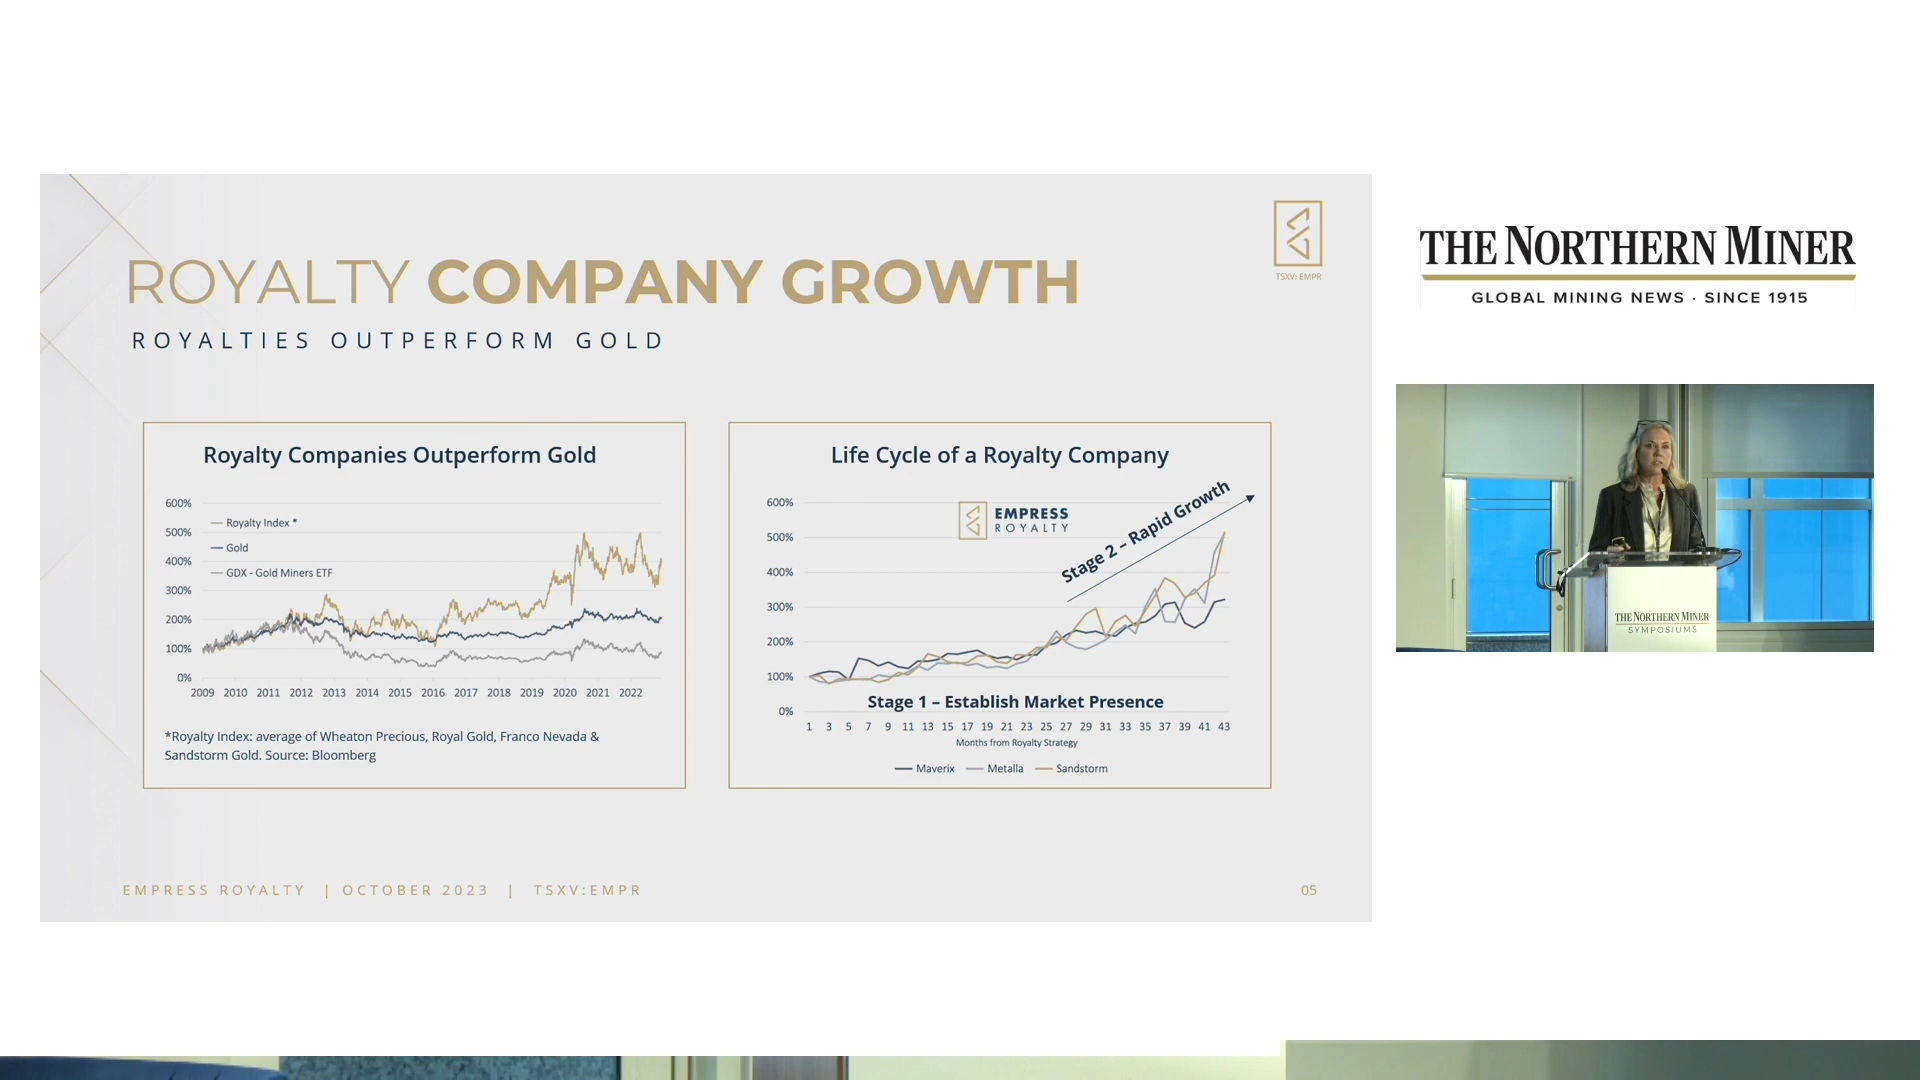 TSXV: EMPR
ROYALTY COMPANY GROWTH
ROYALTIES OUTPERFORM GOLD
Royalty Companies Outperform Gold
600%
500%
400%
300%
200%
100%
0%
Royalty Index *
Gold
GDX - Gold Miners ETF
2009 2010 2011 2012 2013 2014 2015 2016 2017 2018 2019 2020 2021 2022
*Royalty Index: average of Wheaton Precious, Royal Gold, Franco Nevada &
Sandstorm Gold. Source: Bloomberg
Life Cycle of a Royalty Company
600%
500%
400%
300%
200%
100%
0%
EMPRESS
ROYALTY
Stage 2 – Rapid Growth
Stage 1 – Establish Market Presence
1 3 5 7 9 11 13 15 17 19 21 23 25 27 29 31 33 35 37 39 41 43
Months from Royalty Strategy
Maverix Metalla Sandstorm
EMPRESS ROYALTY | OCTOBER 2023 | TSXV:EMPR
05
THE NORTHERN MINER
GLOBAL MINING NEWS · SINCE 1915
THE NORTHERN MINER
SYMPOSIUMS